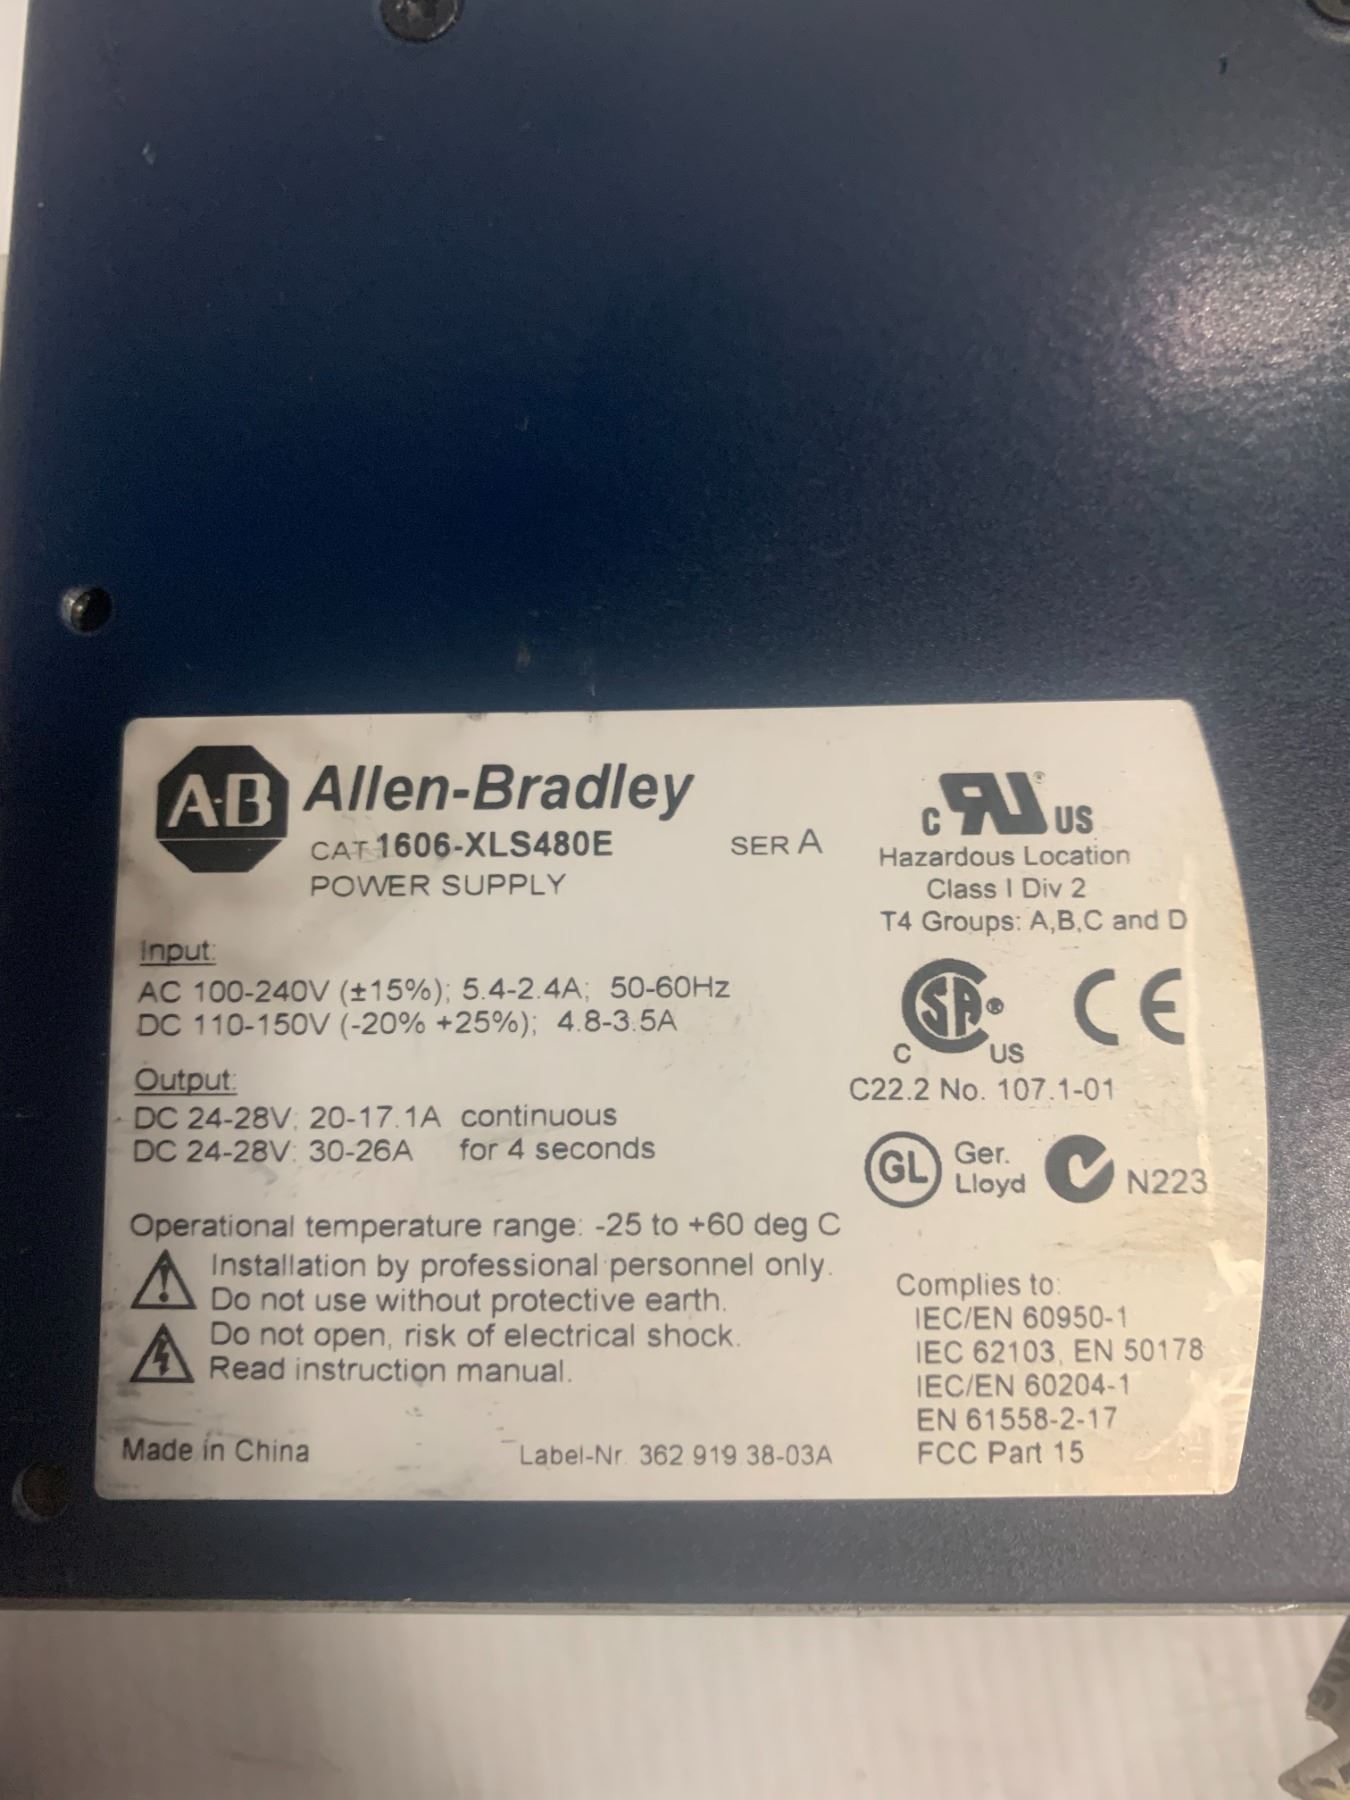 A-B Allen-Bradley
CAT 1606-XLS480E SER A
POWER SUPPLY
Input:
AC 100-240V (±15%); 5.4-2.4A; 50-60Hz
DC 110-150V (-20% +25%); 4.8-3.5A
Output:
DC 24-28V: 20-17.1A continuous
DC 24-28V: 30-26A for 4 seconds
Operational temperature range: -25 to +60 deg C
Installation by professional personnel only.
Do not use without protective earth.
Do not open, risk of electrical shock.
Read instruction manual.
Made in China
Label-Nr. 362.919.38-03A
C RU ® US
Hazardous Location
Class I Div 2
T4 Groups: A,B,C and D
C SA ® US
CE
C22.2 No. 107.1-01
GL Ger.
Lloyd
N223
Complies to:
IEC/EN 60950-1
IEC 62103, EN 50178
IEC/EN 60204-1
EN 61558-2-17
FCC Part 15